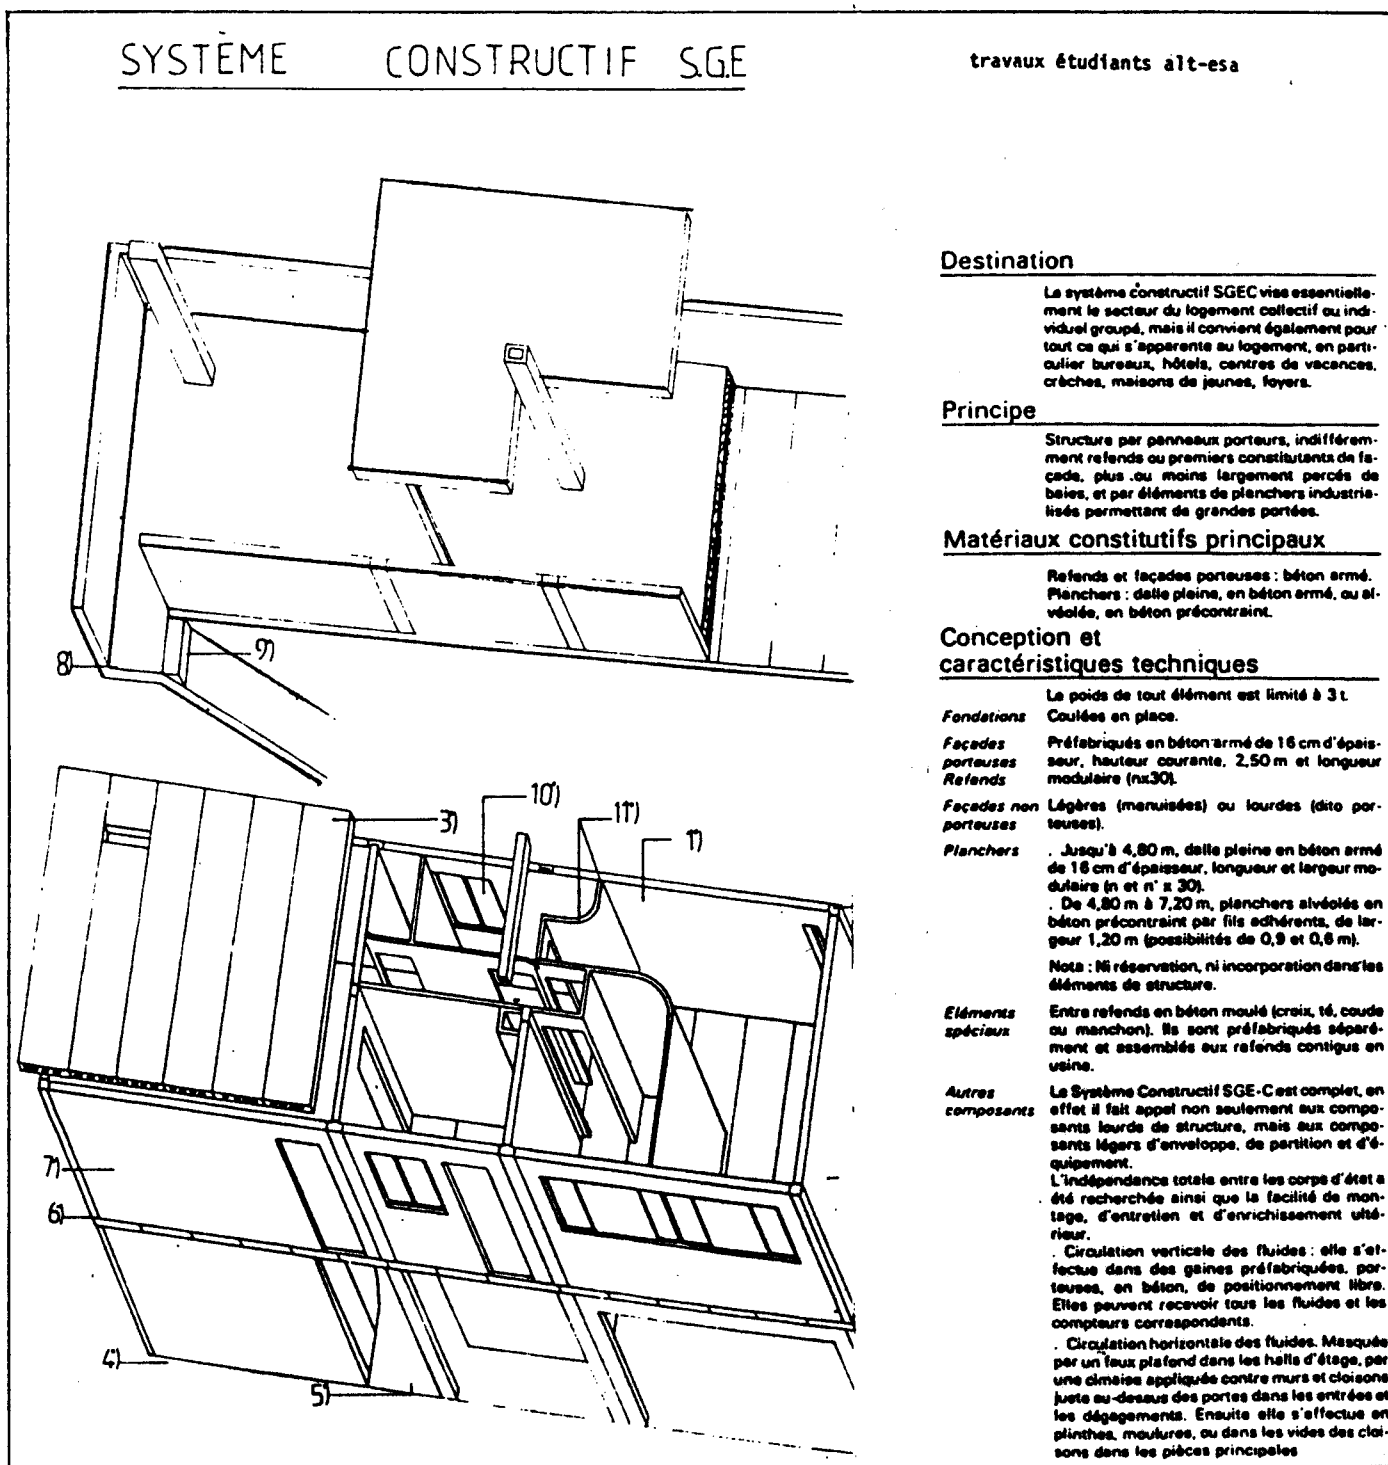 SYSTÈME CONSTRUCTIF S.G.E
travaux étudiants alt-esa
Destination
Le système constructif SGEC vise essentielle-
ment le secteur du logement collectif ou indi-
viduel groupé, mais il convient également pour
tout ce qui s'apparente au logement, en parti-
culier bureaux, hôtels, centres de vacances,
crèches, maisons de jeunes, foyers.
Principe
Structure par panneaux porteurs, indifférem-
ment refends ou premiers constitutants de fa-
çade, plus ou moins largement percés de
baies, et par éléments de planchers industria-
lisés permettant de grandes portées.
Matériaux constitutifs principaux
Refends et façades porteuses : béton armé.
Planchers : dalle pleine, en béton armé, ou al-
véolée, en béton précontraint.
Conception et
caractéristiques techniques
Le poids de tout élément est limité à 3 t.
Fondations Coulées en place.
Façades porteuses Refends
Préfabriqués en béton armé de 16 cm d'épais-
seur, hauteur courante, 2,50 m et longueur
modulaire (nx30).
Façades non porteuses
Légères (menuisées) ou lourdes (dito por-
teuses).
Planchers . Jusqu'à 4,80 m, dalle pleine en béton armé
de 16 cm d'épaisseur, longueur et largeur mo-
dulaire (n et n' x 30).
. De 4,80 m à 7,20 m, planchers alvéolés en
béton précontraint par fils adhérents, de lar-
geur 1,20 m (possibilités de 0,9 et 0,6 m).
Nota : Ni réservation, ni incorporation dans les
éléments de structure.
Eléments spéciaux
Entre refends en béton moulé (croix, té, coude
ou manchon). Ils sont préfabriqués séparé-
ment et assemblés aux refends contigus en
usine.
Autres composants
Le Système Constructif SGE-C est complet, en
effet il fait appel non seulement aux compo-
sants lourds de structure, mais aux compo-
sants légers d'enveloppe, de partition et d'é-
quipement.
L'indépendance totale entre les corps d'état a
été recherchée ainsi que la facilité de mon-
tage, d'entretien et d'enrichissement ulté-
rieur.
. Circulation verticale des fluides : elle s'ef-
fectue dans des gaines préfabriquées, por-
teuses, en béton, de positionnement libre.
Elles peuvent recevoir tous les fluides et les
compteurs correspondants.
. Circulation horizontale des fluides. Masquée
par un faux plafond dans les halls d'étage, par
une cimaise appliquée contre murs et cloisons
juste au-dessus des portes dans les entrées et
les dégagements. Ensuite elle s'effectue en
plinthes, moulures, ou dans les vides des cloi-
sons dans les pièces principales
8)
9)
3)
10)
11)
1)
7)
6)
4)
5)